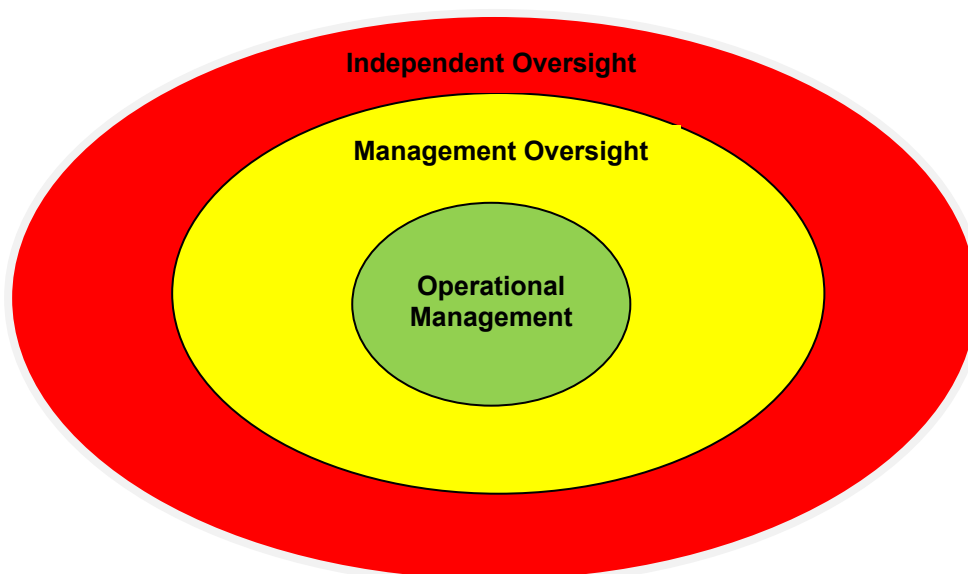 Independent Oversight
Management Oversight
Operational
Management